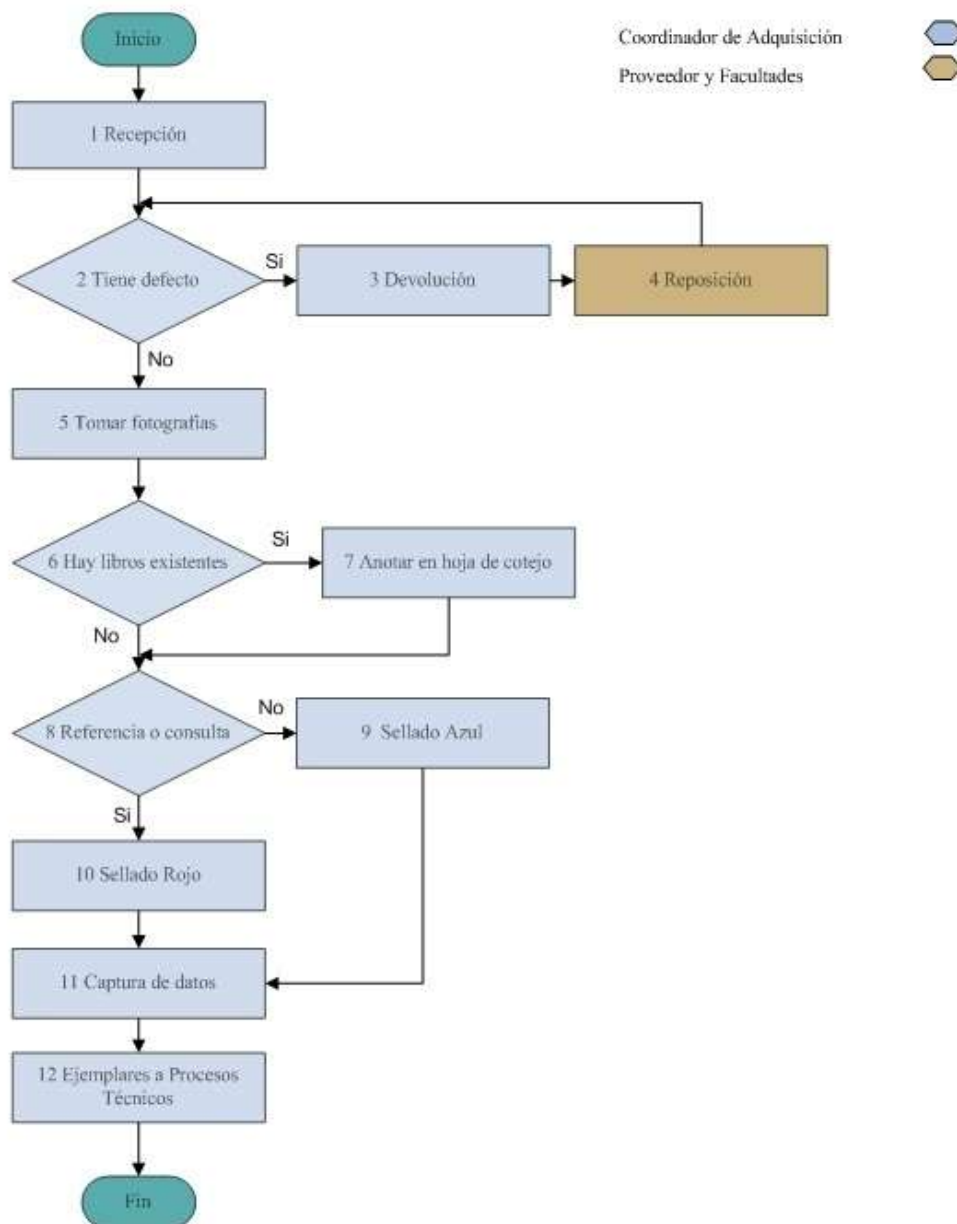 Inicio
Coordinador de Adquisición
Proveedor y Facultades
1 Recepción
2 Tiene defecto
Si
3 Devolución
4 Reposición
No
5 Tomar fotografías
6 Hay libros existentes
Si
7 Anotar en hoja de cotejo
No
8 Referencia o consulta
No
9 Sellado Azul
Si
10 Sellado Rojo
11 Captura de datos
12 Ejemplares a Procesos
Técnicos
Fin